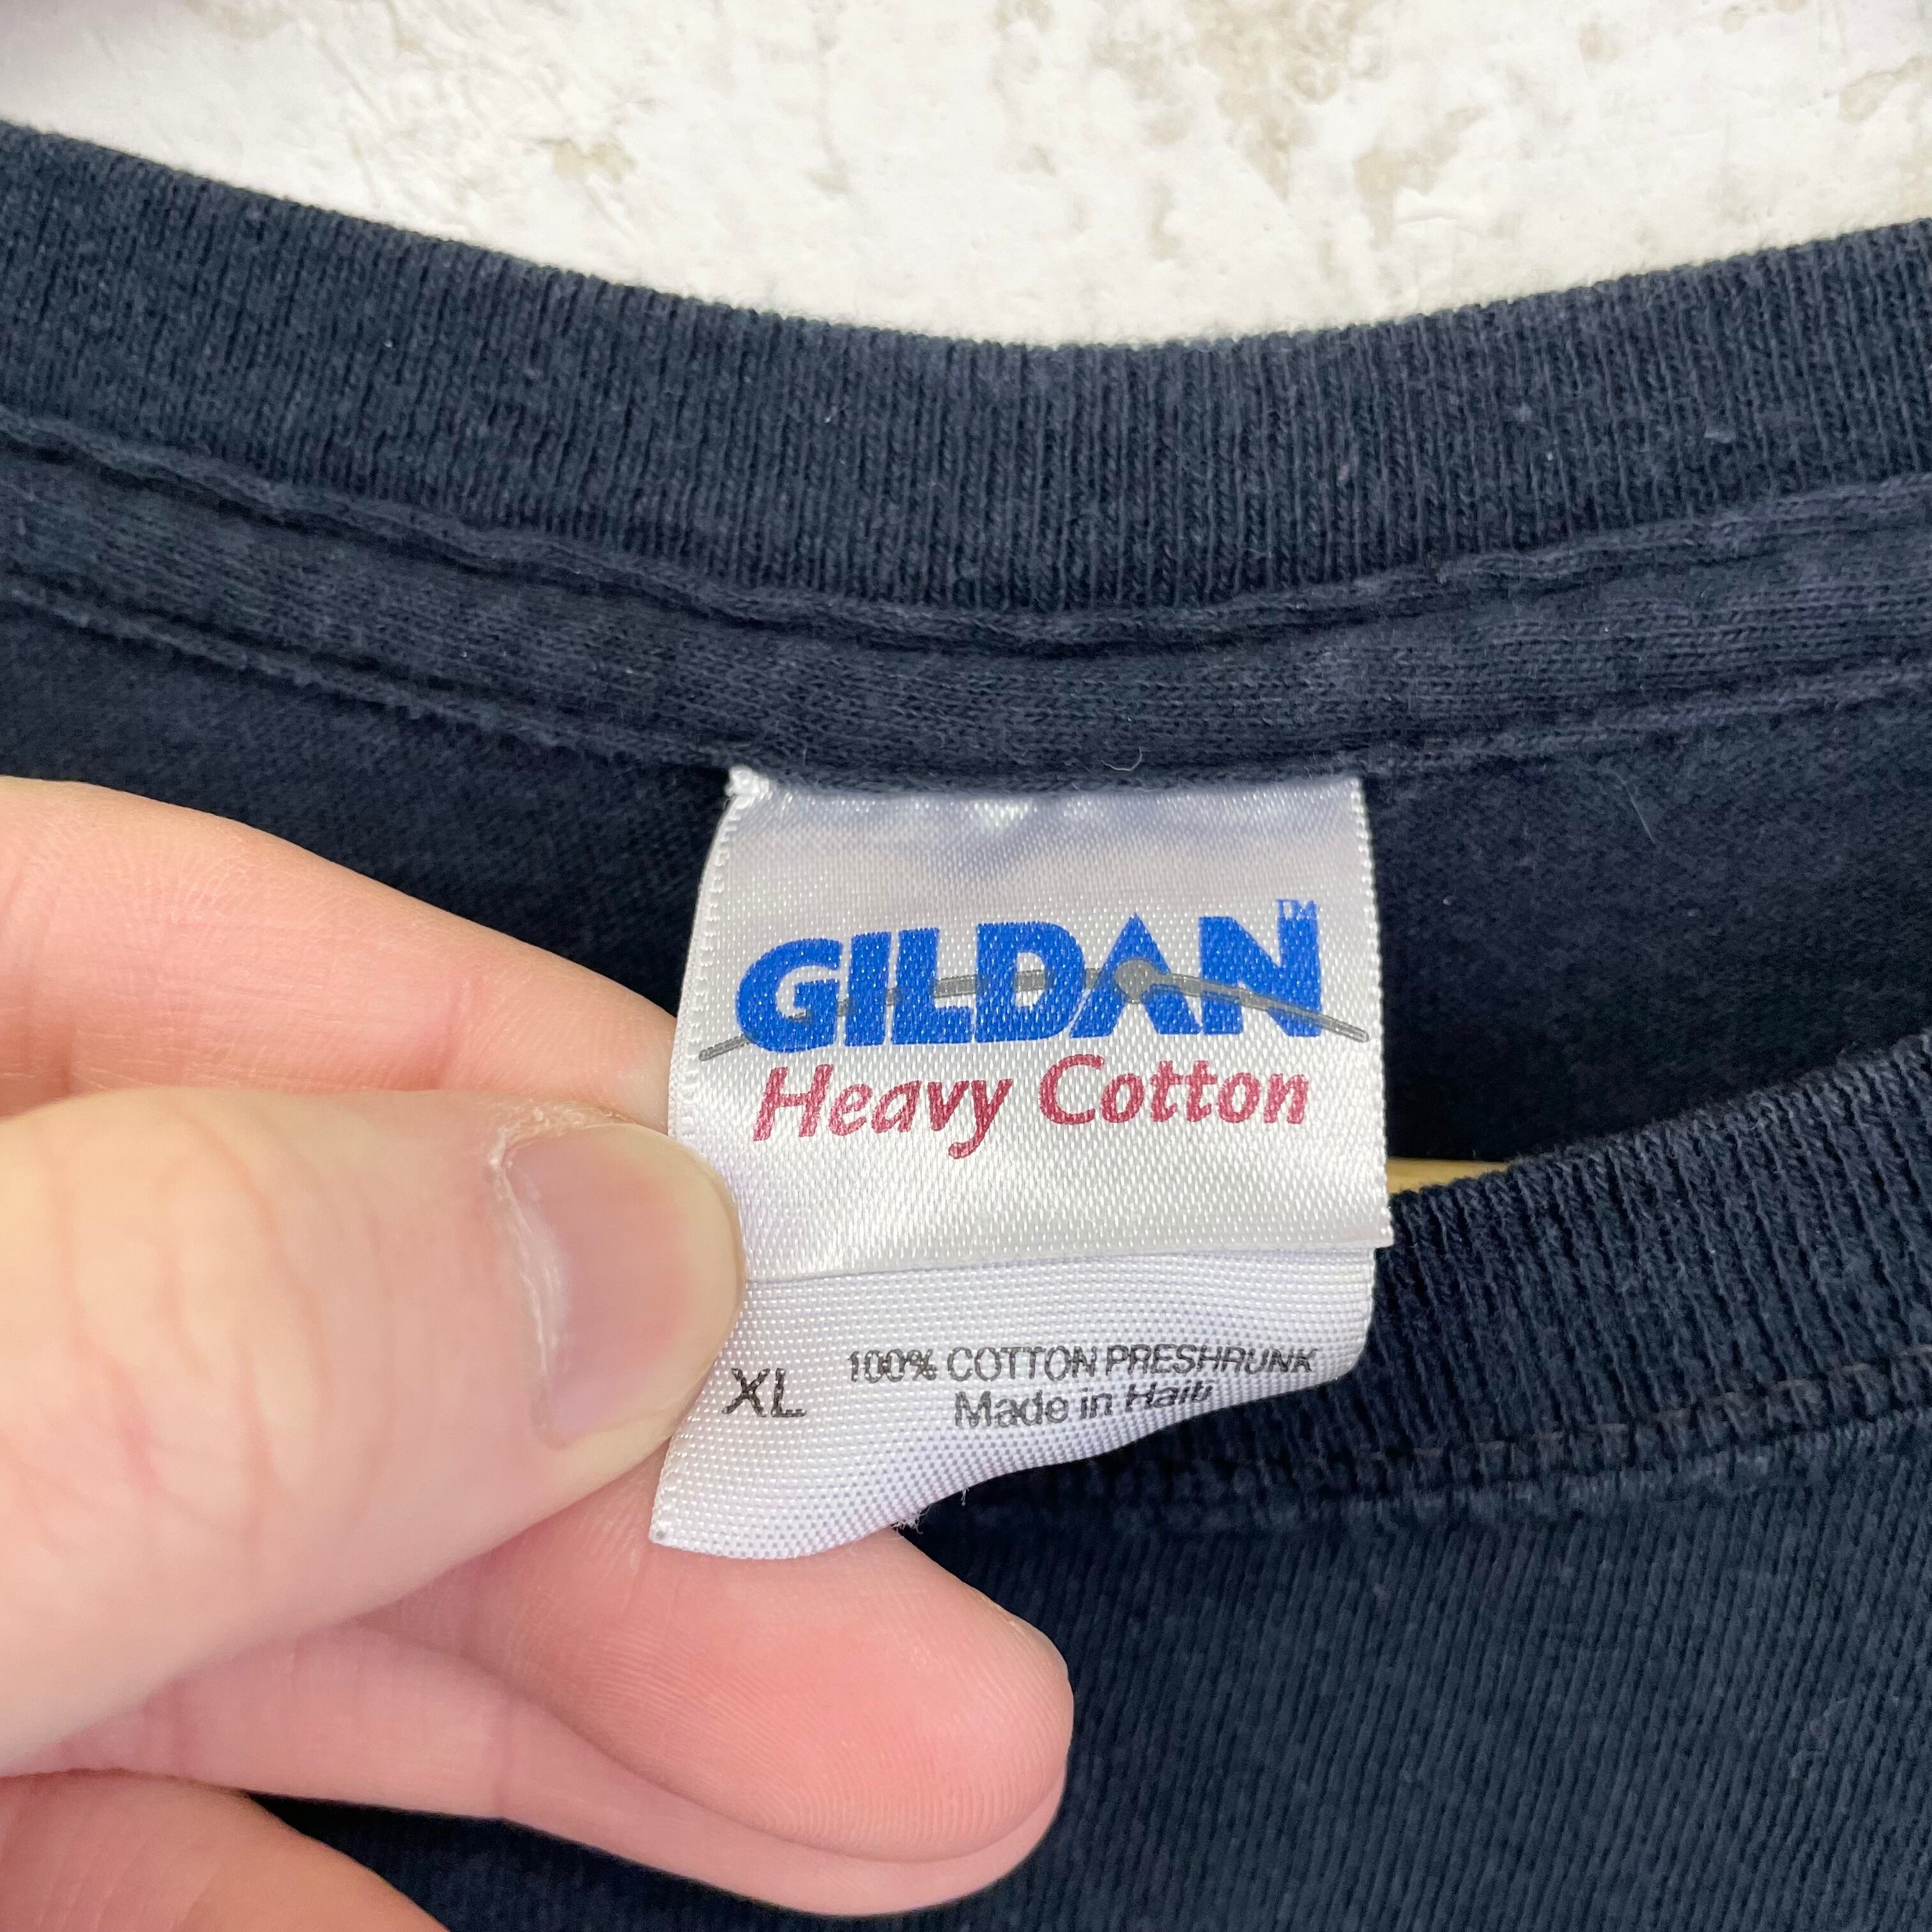 GILDAN™
Heavy Cotton
XL 100% COTTON PRESHRUNK
Made in Haiti